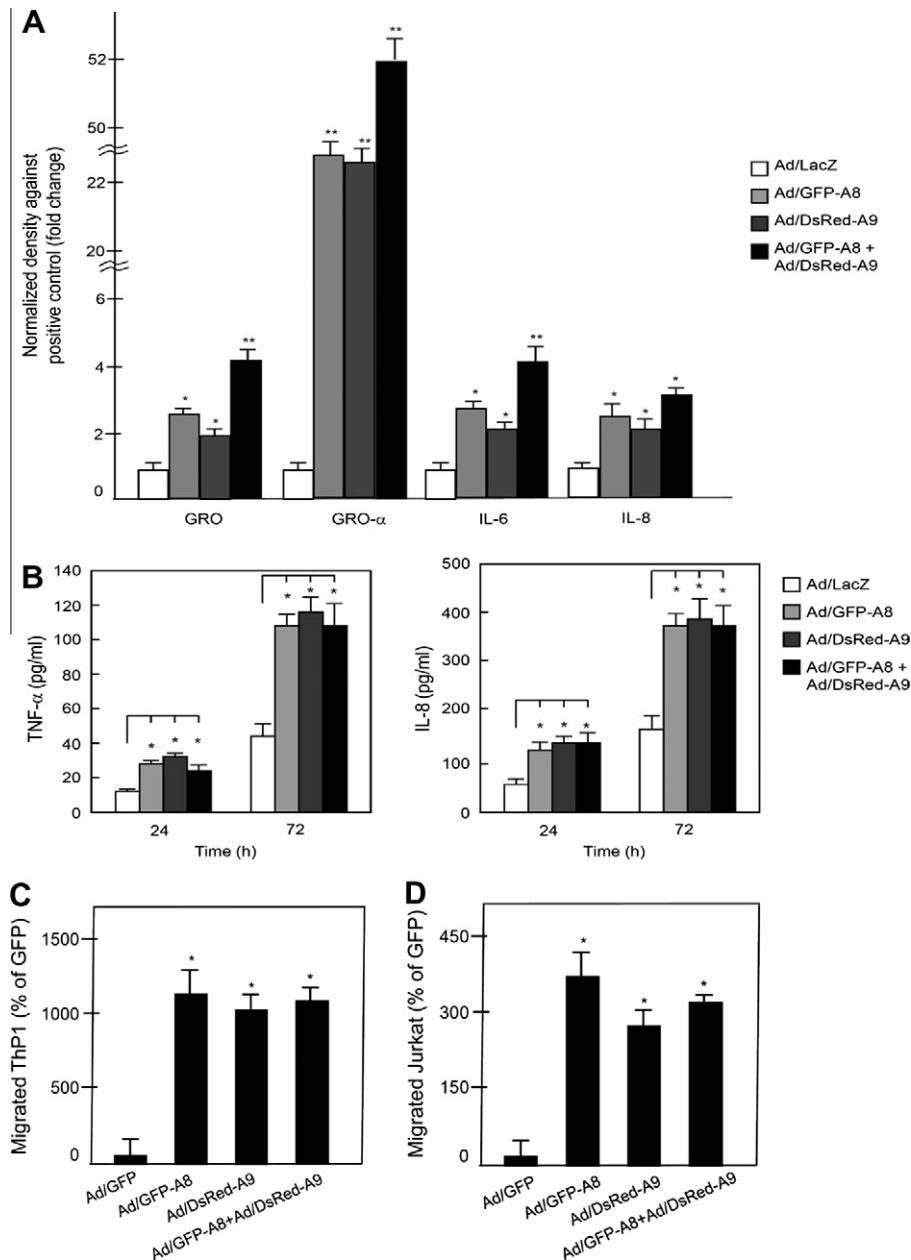 A
Normalized density against
positive control (fold change)
52
50
22
20
6
4
2
0
*
*
**
**
**
**
*
*
**
*
*
*
GRO
GRO-α
IL-6
IL-8
Ad/LacZ
Ad/GFP-A8
Ad/DsRed-A9
Ad/GFP-A8 +
Ad/DsRed-A9
B
TNF-α (pg/ml)
140
120
100
80
60
40
20
0
* * *
* * *
24
72
Time (h)
IL-8 (pg/ml)
500
400
300
200
100
0
* * *
* * *
24
72
Time (h)
Ad/LacZ
Ad/GFP-A8
Ad/DsRed-A9
Ad/GFP-A8 +
Ad/DsRed-A9
C
Migrated ThP1 (% of GFP)
1500
1000
500
0
* * *
Ad/GFP
Ad/GFP-A8
Ad/DsRed-A9
Ad/GFP-A8+Ad/DsRed-A9
D
Migrated Jurkat (% of GFP)
450
300
150
0
* * *
Ad/GFP
Ad/GFP-A8
Ad/DsRed-A9
Ad/GFP-A8+Ad/DsRed-A9